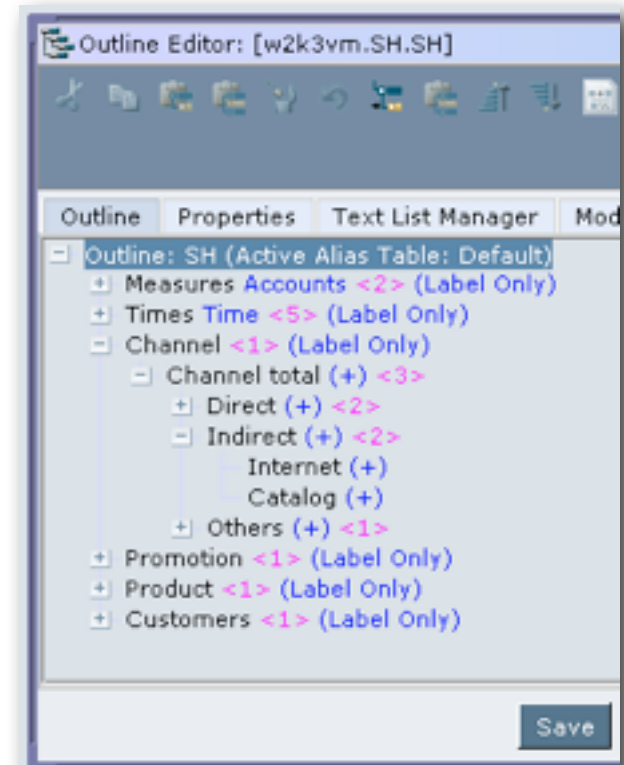 Outline Editor: [w2k3vm.SH.SH]
Outline Properties Text List Manager Mod
Outline: SH (Active Alias Table: Default)
Measures Accounts <2> (Label Only)
Times Time <5> (Label Only)
Channel <1> (Label Only)
Channel total (+) <3>
Direct (+) <2>
Indirect (+) <2>
Internet (+)
Catalog (+)
Others (+) <1>
Promotion <1> (Label Only)
Product <1> (Label Only)
Customers <1> (Label Only)
Save